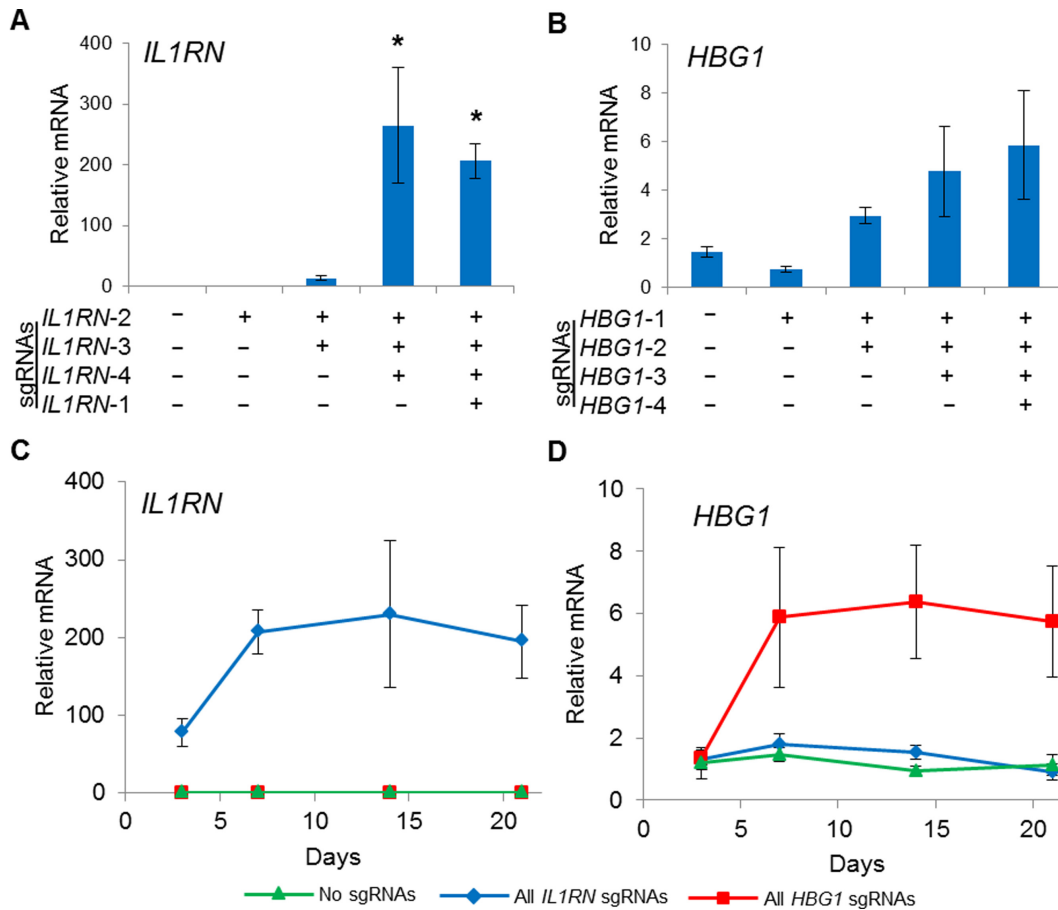 A
IL1RN
Relative mRNA
400
300
200
100
0
* *
sgRNAs
IL1RN-2 – + + + +
IL1RN-3 – – + + +
IL1RN-4 – – – + +
IL1RN-1 – – – – +
B
HBG1
Relative mRNA
10
8
6
4
2
0
sgRNAs
HBG1-1 – + + + +
HBG1-2 – – + + +
HBG1-3 – – – + +
HBG1-4 – – – – +
C
IL1RN
Relative mRNA
400
300
200
100
0
0 5 10 15 20
Days
D
HBG1
Relative mRNA
10
8
6
4
2
0
0 5 10 15 20
Days
No sgRNAs All IL1RN sgRNAs All HBG1 sgRNAs